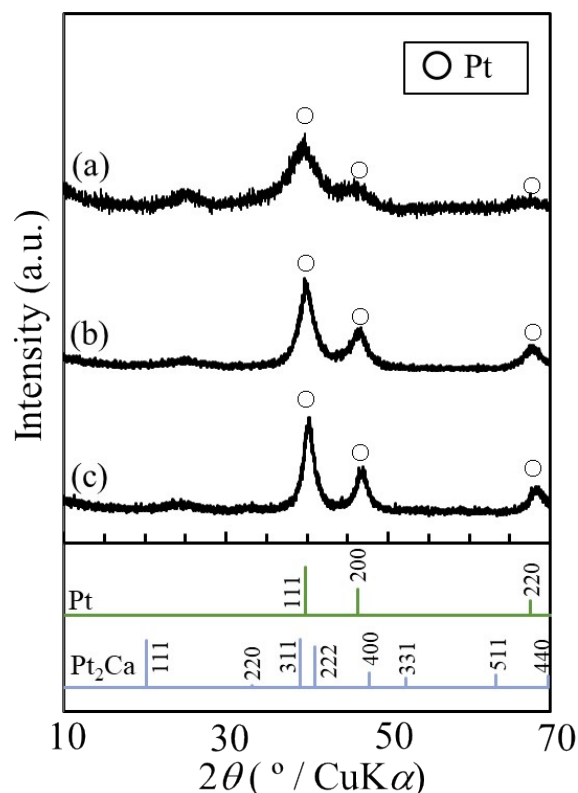 ○ Pt
(a)
(b)
(c)
Intensity (a.u.)
Pt
111
200
220
Pt₂Ca
111
220
311
222
400
331
511
440
10 30 50 70
2θ ( º / CuKα)